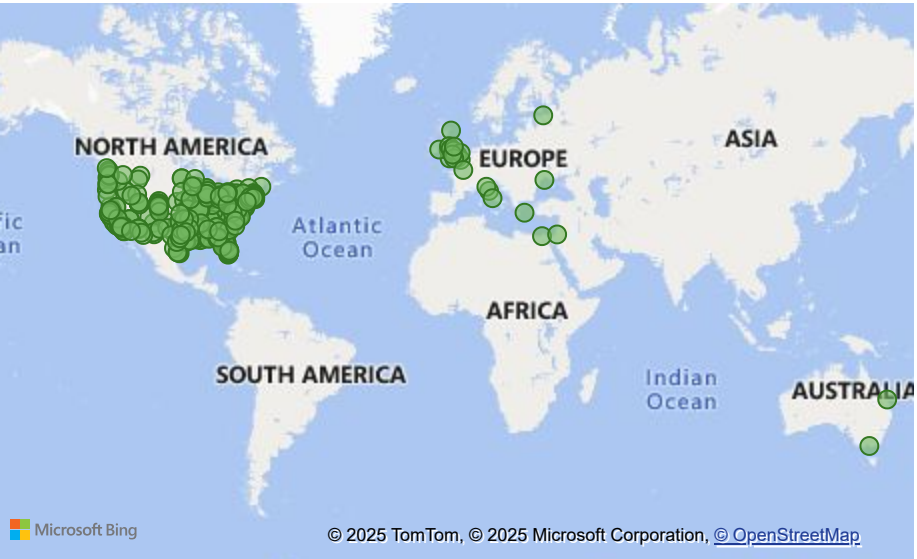 NORTH AMERICA
EUROPE
ASIA
Atlantic
Ocean
AFRICA
SOUTH AMERICA
Indian
Ocean
AUSTRALIA
Microsoft Bing
© 2025 TomTom, © 2025 Microsoft Corporation, © OpenStreetMap